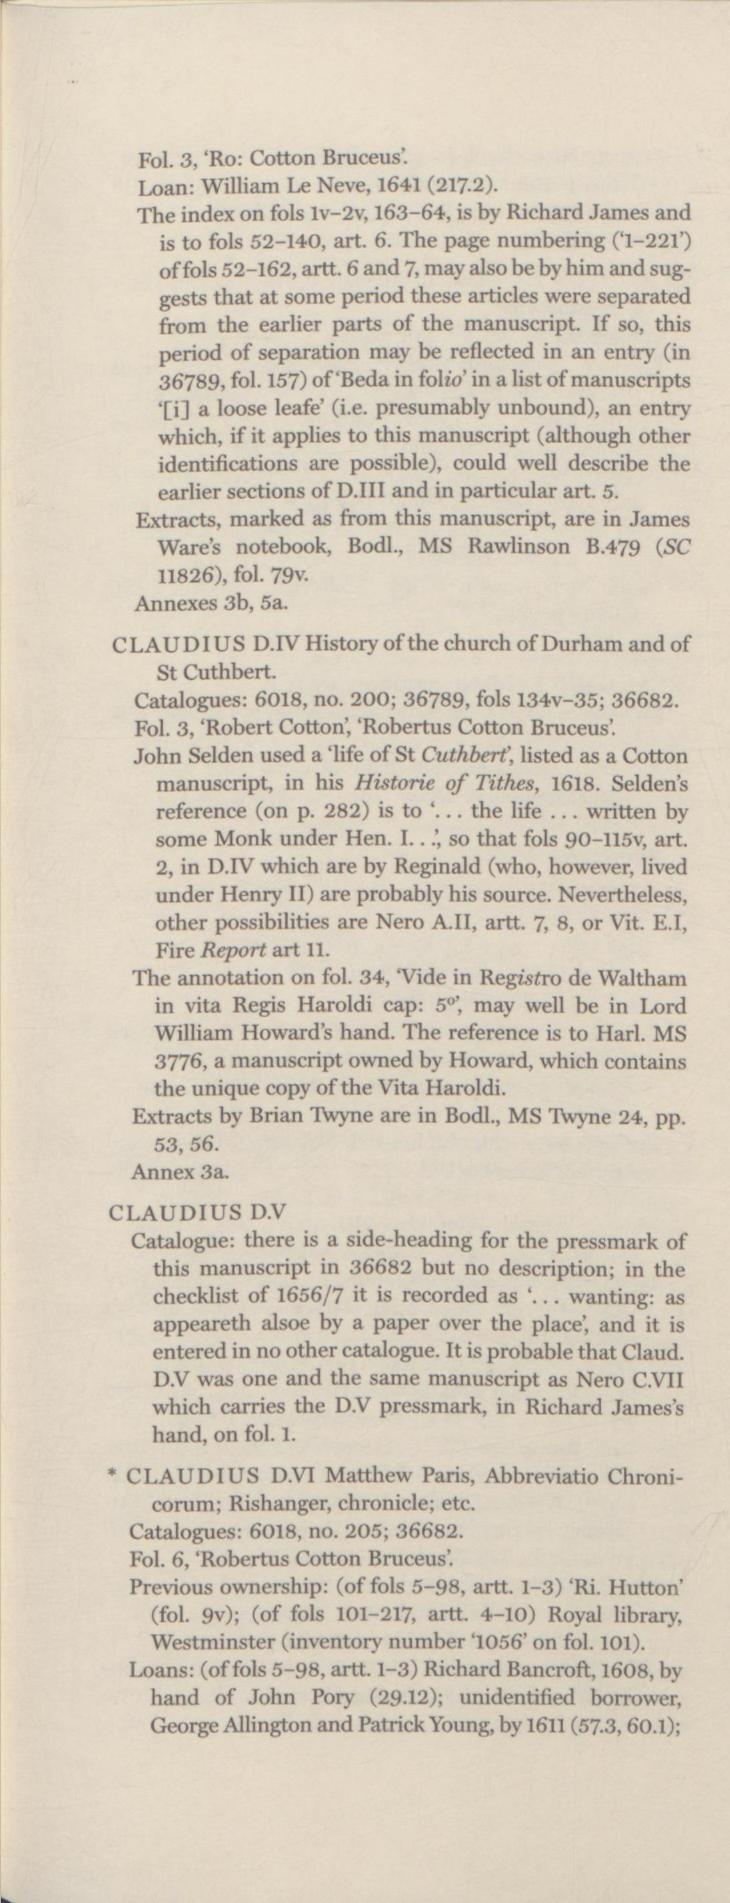 Fol. 3, ‘Ro: Cotton Bruceus’.
Loan: William Le Neve, 1641 (217.2).
The index on fols 1v–2v, 163–64, is by Richard James and
is to fols 52–140, art. 6. The page numbering (‘1–221’)
of fols 52–162, artt. 6 and 7, may also be by him and sug-
gests that at some period these articles were separated
from the earlier parts of the manuscript. If so, this
period of separation may be reflected in an entry (in
36789, fol. 157) of ‘Beda in folio’ in a list of manuscripts
‘[i] a loose leafe’ (i.e. presumably unbound), an entry
which, if it applies to this manuscript (although other
identifications are possible), could well describe the
earlier sections of D.III and in particular art. 5.
Extracts, marked as from this manuscript, are in James
Ware’s notebook, Bodl., MS Rawlinson B.479 (SC
11826), fol. 79v.
Annexes 3b, 5a.
CLAUDIUS D.IV History of the church of Durham and of
St Cuthbert.
Catalogues: 6018, no. 200; 36789, fols 134v–35; 36682.
Fol. 3, ‘Robert Cotton’, ‘Robertus Cotton Bruceus’.
John Selden used a ‘life of St Cuthbert’, listed as a Cotton
manuscript, in his Historie of Tithes, 1618. Selden’s
reference (on p. 282) is to ‘... the life ... written by
some Monk under Hen. I...’, so that fols 90–115v, art.
2, in D.IV which are by Reginald (who, however, lived
under Henry II) are probably his source. Nevertheless,
other possibilities are Nero A.II, artt. 7, 8, or Vit. E.I,
Fire Report art 11.
The annotation on fol. 34, ‘Vide in Registro de Waltham
in vita Regis Haroldi cap: 5º’, may well be in Lord
William Howard’s hand. The reference is to Harl. MS
3776, a manuscript owned by Howard, which contains
the unique copy of the Vita Haroldi.
Extracts by Brian Twyne are in Bodl., MS Twyne 24, pp.
53, 56.
Annex 3a.
CLAUDIUS D.V
Catalogue: there is a side-heading for the pressmark of
this manuscript in 36682 but no description; in the
checklist of 1656/7 it is recorded as ‘... wanting: as
appeareth alsoe by a paper over the place’, and it is
entered in no other catalogue. It is probable that Claud.
D.V was one and the same manuscript as Nero C.VII
which carries the D.V pressmark, in Richard James’s
hand, on fol. 1.
* CLAUDIUS D.VI Matthew Paris, Abbreviatio Chroni-
corum; Rishanger, chronicle; etc.
Catalogues: 6018, no. 205; 36682.
Fol. 6, ‘Robertus Cotton Bruceus’.
Previous ownership: (of fols 5–98, artt. 1–3) ‘Ri. Hutton’
(fol. 9v); (of fols 101–217, artt. 4–10) Royal library,
Westminster (inventory number ‘1056’ on fol. 101).
Loans: (of fols 5–98, artt. 1–3) Richard Bancroft, 1608, by
hand of John Pory (29.12); unidentified borrower,
George Allington and Patrick Young, by 1611 (57.3, 60.1);